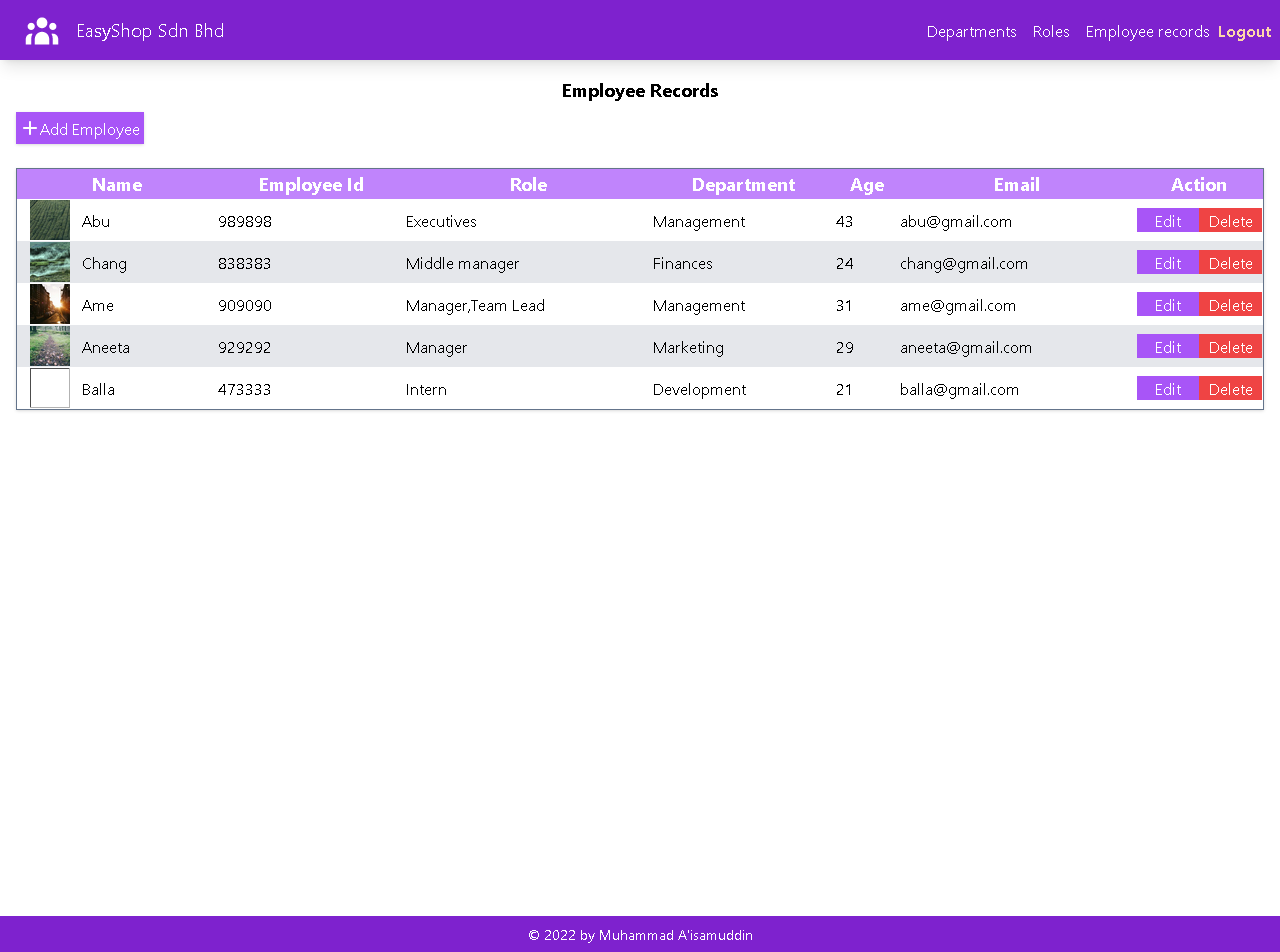 EasyShop Sdn Bhd Departments Roles Employee records Logout
Employee Records
Add Employee
Name Employee Id Role Department Age Email Action
Abu 989898 Executives Management 43 abu@gmail.com Edit Delete
Chang 838383 Middle manager Finances 24 chang@gmail.com Edit Delete
Ame 909090 Manager,Team Lead Management 31 ame@gmail.com Edit Delete
Aneeta 929292 Manager Marketing 29 aneeta@gmail.com Edit Delete
Balla 473333 Intern Development 21 balla@gmail.com Edit Delete
© 2022 by Muhammad A'isamuddin